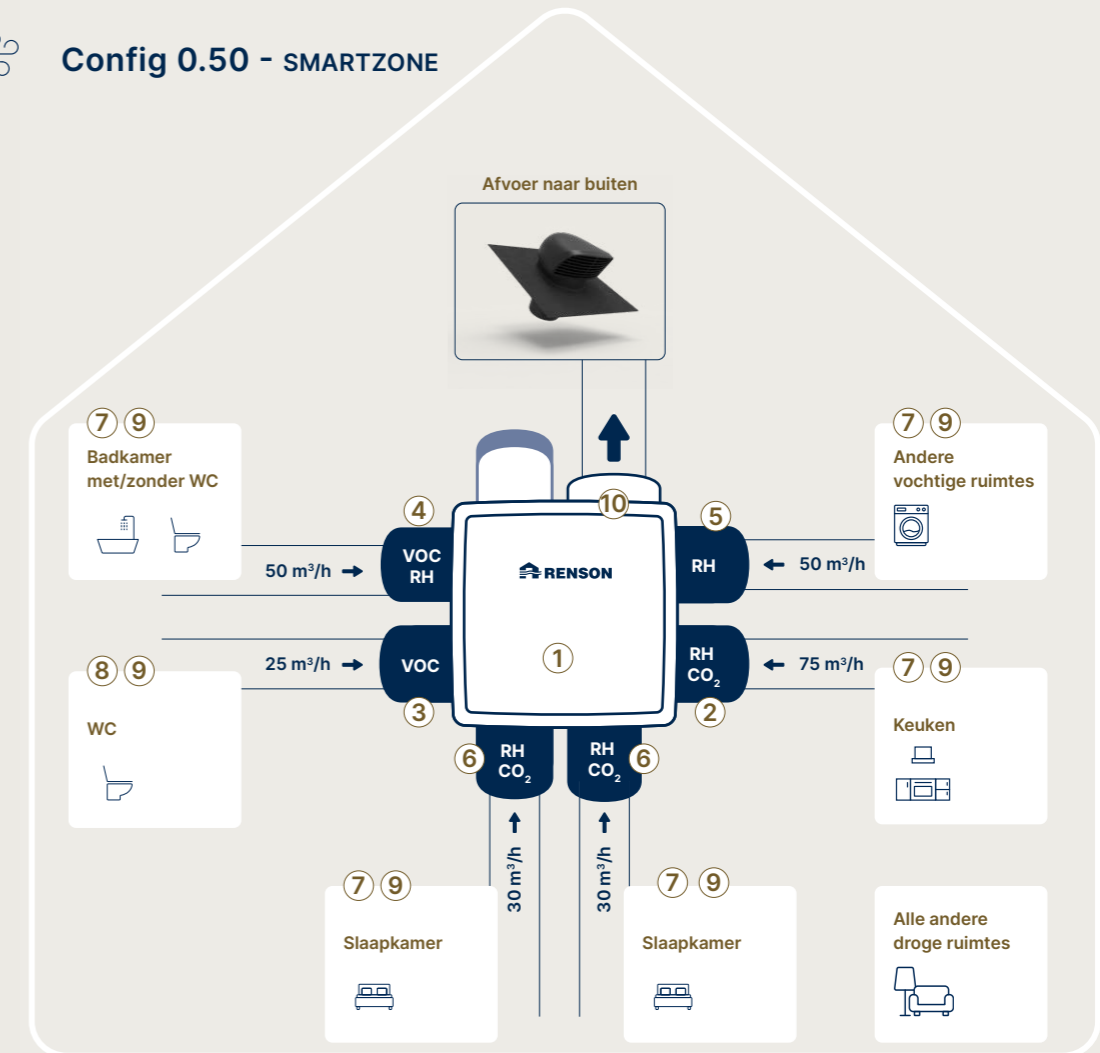 Config 0.50 - SMARTZONE
Afvoer naar buiten
7 9
Badkamer
met/zonder WC
50 m³/h
4
VOC
RH
10
RENSON
1
5
RH
50 m³/h
7 9
Andere
vochtige ruimtes
8 9
WC
25 m³/h
VOC
3
RH
CO₂
2
75 m³/h
7 9
Keuken
6
RH
CO₂
RH
CO₂
6
30 m³/h
30 m³/h
7 9
Slaapkamer
7 9
Slaapkamer
Alle andere
droge ruimtes